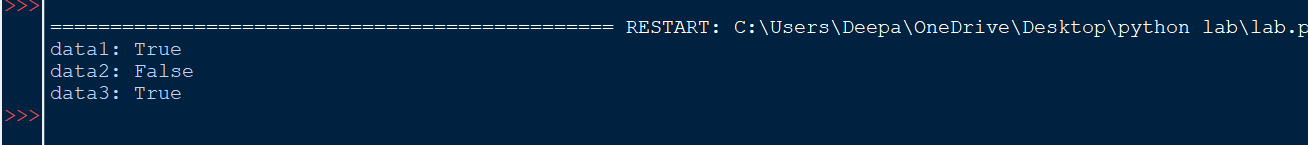 >>>
=============================================== RESTART: C:\Users\Deepa\OneDrive\Desktop\python lab\lab.p
data1: True
data2: False
data3: True
>>>